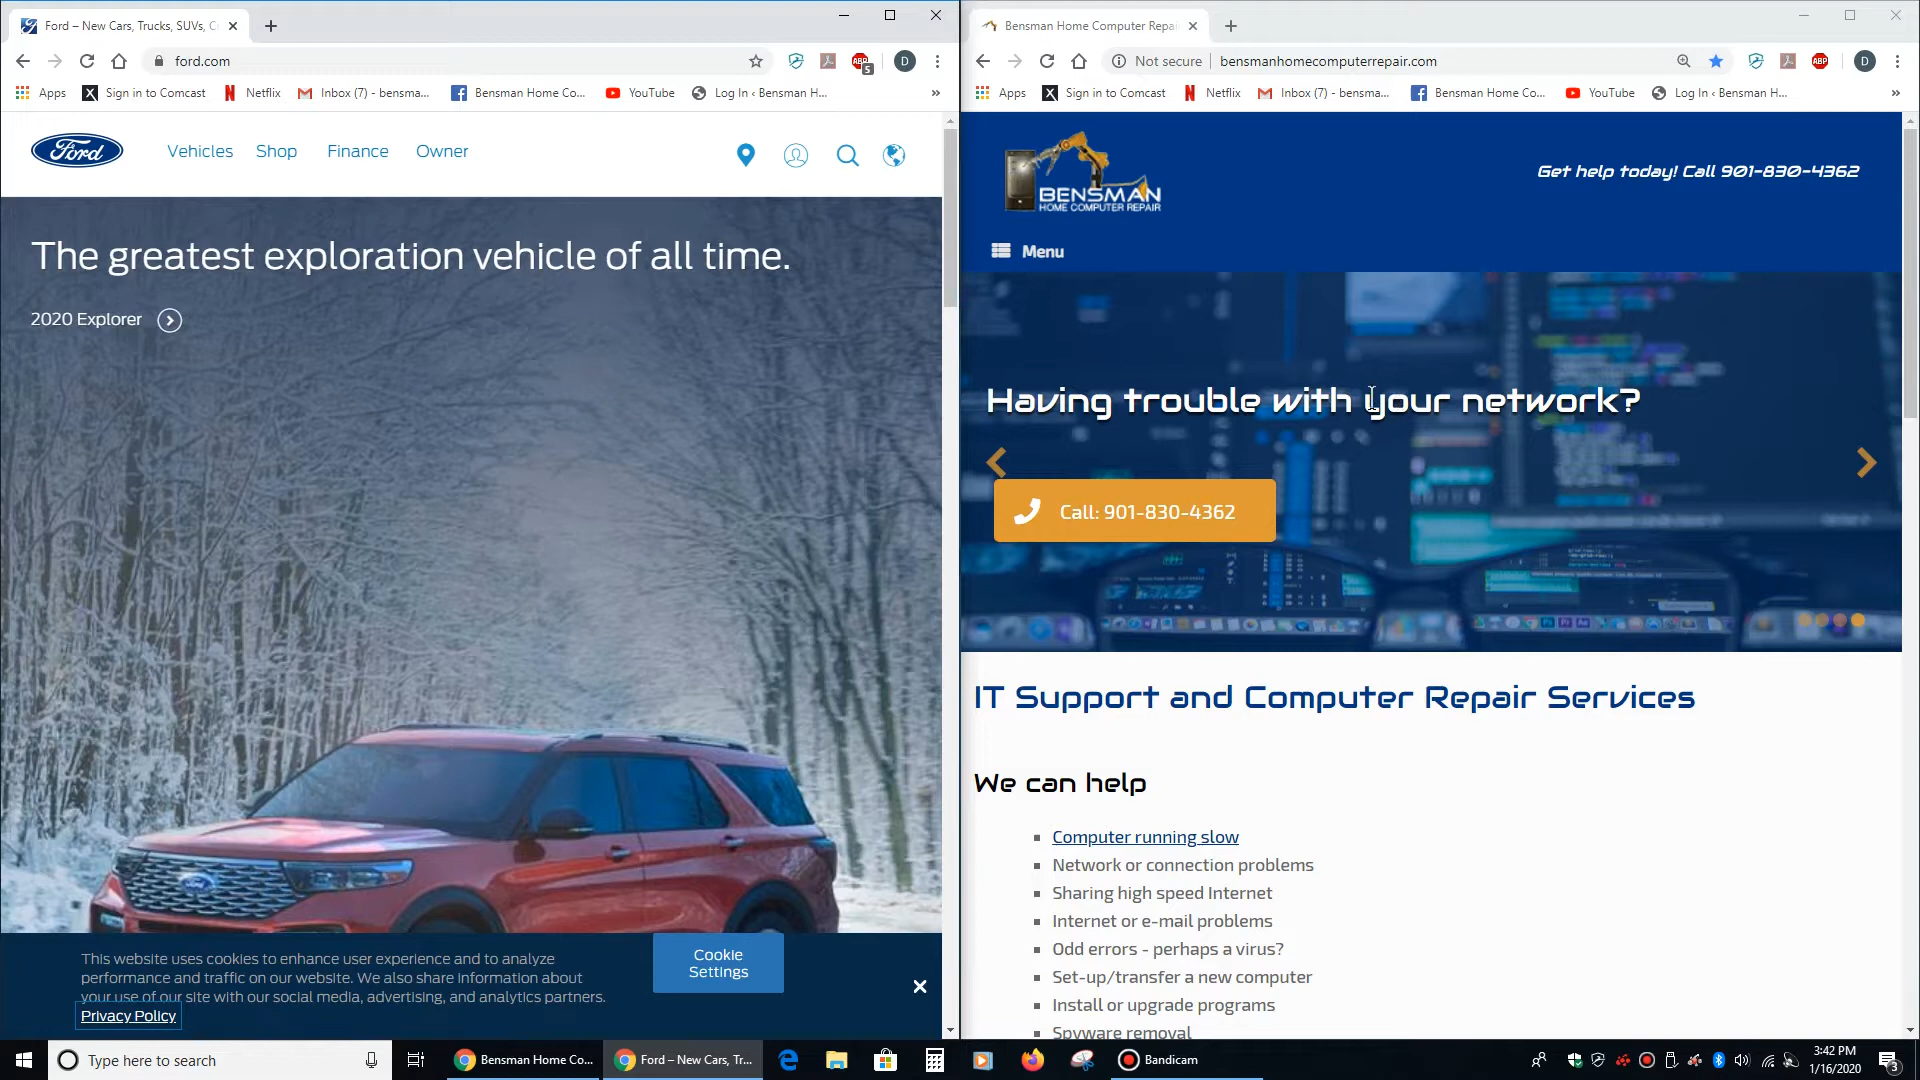 Ford – New Cars, Trucks, SUVs, C
ford.com
5
D
Apps
Sign in to Comcast
Netflix
Inbox (7) - bensma...
Bensman Home Co...
YouTube
Log In ‹ Bensman H...
»
Ford
Vehicles
Shop
Finance
Owner
The greatest exploration vehicle of all time.
2020 Explorer
Ford
This website uses cookies to enhance user experience and to analyze
performance and traffic on our website. We also share information about
your use of our site with our social media, advertising, and analytics partners.
Privacy Policy
Cookie
Settings
Bensman Home Computer Repai
Not secure
bensmanhomecomputerrepair.com
ABP
D
Apps
Sign in to Comcast
Netflix
Inbox (7) - bensma...
Bensman Home Co...
YouTube
Log In ‹ Bensman H...
»
BENSMAN
HOME COMPUTER REPAIR
Get help today! Call 901-830-4362
Menu
Having trouble with your network?
Call: 901-830-4362
IT Support and Computer Repair Services
We can help
Computer running slow
Network or connection problems
Sharing high speed Internet
Internet or e-mail problems
Odd errors - perhaps a virus?
Set-up/transfer a new computer
Install or upgrade programs
Spyware removal
Type here to search
Bensman Home Co...
Ford – New Cars, Tr...
Bandicam
3:42 PM
1/16/2020
3